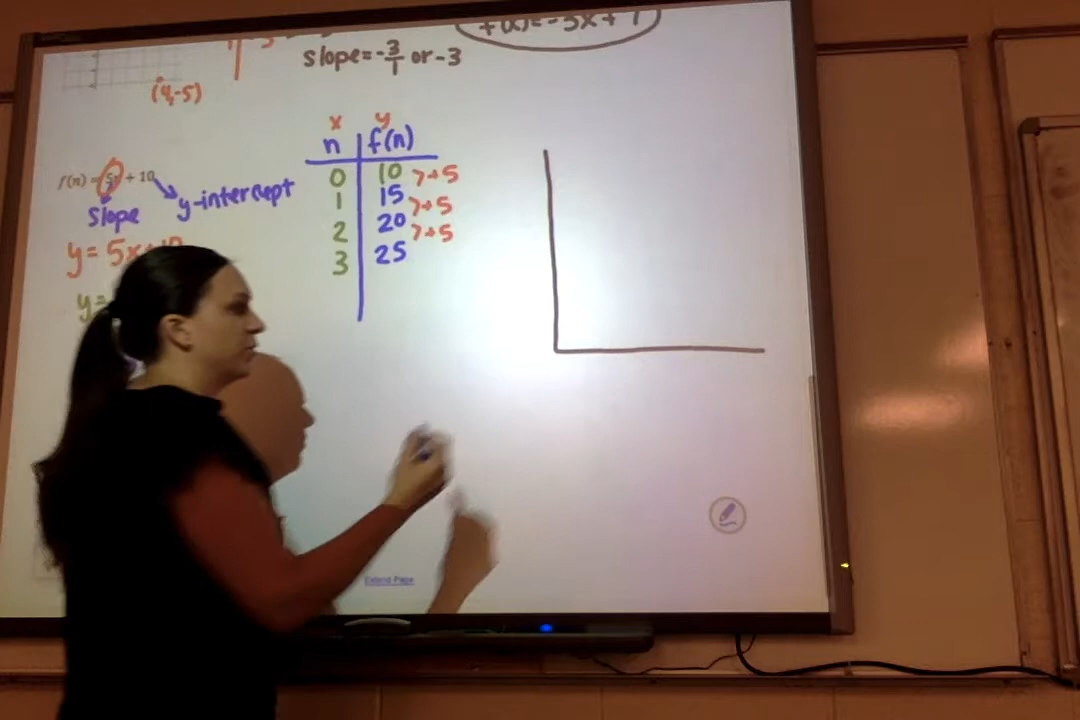 f(x)=-3x+7
slope=-3/1 or -3
(4,-5)
x y
n f(n)
0 10 >+5
1 15 >+5
2 20 >+5
3 25
f(n) = 5n + 10
slope
y-intercept
y= 5x+10
y=
Extend Page